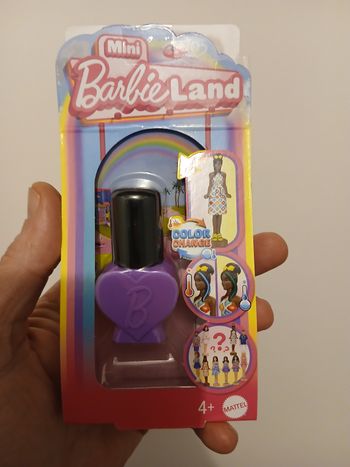 Mini
Barbie Land
COLOR
CHANGE
B
?
? ? ?
4+
MATTEL